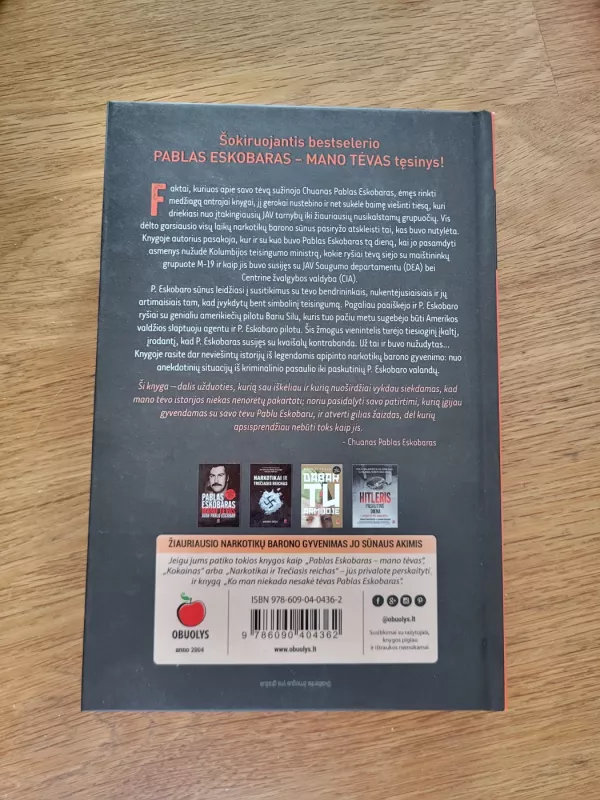 Šokiruojantis bestselerio
PABLAS ESKOBARAS – MANO TĖVAS tęsinys!
Faktai, kuriuos apie savo tėvą sužinojo Chuanas Pablas Eskobaras, ėmęs rinkti
medžiagą antrajai knygai, jį gerokai nustebino ir net sukėlė baimę viešinti tiesą, kuri
driekiasi nuo įtakingiausių JAV tarnybų iki žiauriausių nusikalstamų grupuočių. Vis
dėlto garsiausio visų laikų narkotikų barono sūnus pasiryžo atskleisti tai, kas buvo nutylėta.
Knygoje autorius pasakoja, kur ir su kuo buvo Pablas Eskobaras tą dieną, kai jo pasamdyti
asmenys nužudė Kolumbijos teisingumo ministrą, kokie ryšiai tėvą siejo su maištininkų
grupuote M-19 ir kaip jis buvo susijęs su JAV Saugumo departamentu (DEA) bei
Centrine žvalgybos valdyba (CIA).
P. Eskobaro sūnus leidžiasi į susitikimus su tėvo bendrininkais, nukentėjusiaisiais ir jų
artimaisiais tam, kad įvykdytų bent simbolinį teisingumą. Pagaliau paaiškėjo ir P. Eskobaro
ryšiai su genialiu amerikiečių pilotu Bariu Silu, kuris tuo pačiu metu sugebėjo būti Amerikos
valdžios slaptuoju agentu ir P. Eskobaro pilotu. Šis žmogus vienintelis turėjo tiesioginį įkaltį,
įrodantį, kad P. Eskobaras susijęs su kvaišalų kontrabanda. Už tai ir buvo nužudytas...
Knygoje rasite dar neviešintų istorijų iš legendomis apipinto narkotikų barono gyvenimo: nuo
anekdotinių situacijų iš kriminalinio pasaulio iki paskutinių P. Eskobaro valandų.
Ši knyga – dalis užduoties, kurią sau iškėliau ir kurią nuoširdžiai vykdau siekdamas, kad
mano tėvo istorijos niekas nenorėtų pakartoti; noriu pasidalyti savo patirtimi, kurią įgijau
gyvendamas su savo tėvu Pablu Eskobaru, ir atverti gilias žaizdas, dėl kurių
apsisprendžiau nebūti toks kaip jis.
- Chuanas Pablas Eskobaras
PABLAS
ESKOBARAS
MANO TĖVAS
NARKOTIKAI IR
TREČIASIS REICHAS
DABAR
TU
ARMIJOJE
HITLERIS
ŽIAURIAUSIO NARKOTIKŲ BARONO GYVENIMAS JO SŪNAUS AKIMIS
Jeigu jums patiko tokios knygos kaip „Pablas Eskobaras – mano tėvas“,
„Kokainas“ arba „Narkotikai ir Trečiasis reichas“ – jūs privalote perskaityti
ir knygą „Ko man niekada nesakė tėvas Pablas Eskobaras“.
OBUOLYS
anno 2004
ISBN 978-609-04-0436-2
9 786090 404362
www.obuolys.lt
@obuolys.lt
Susitikimai su rašytojais,
knygos pigiau
ir ištraukos nemokamai.